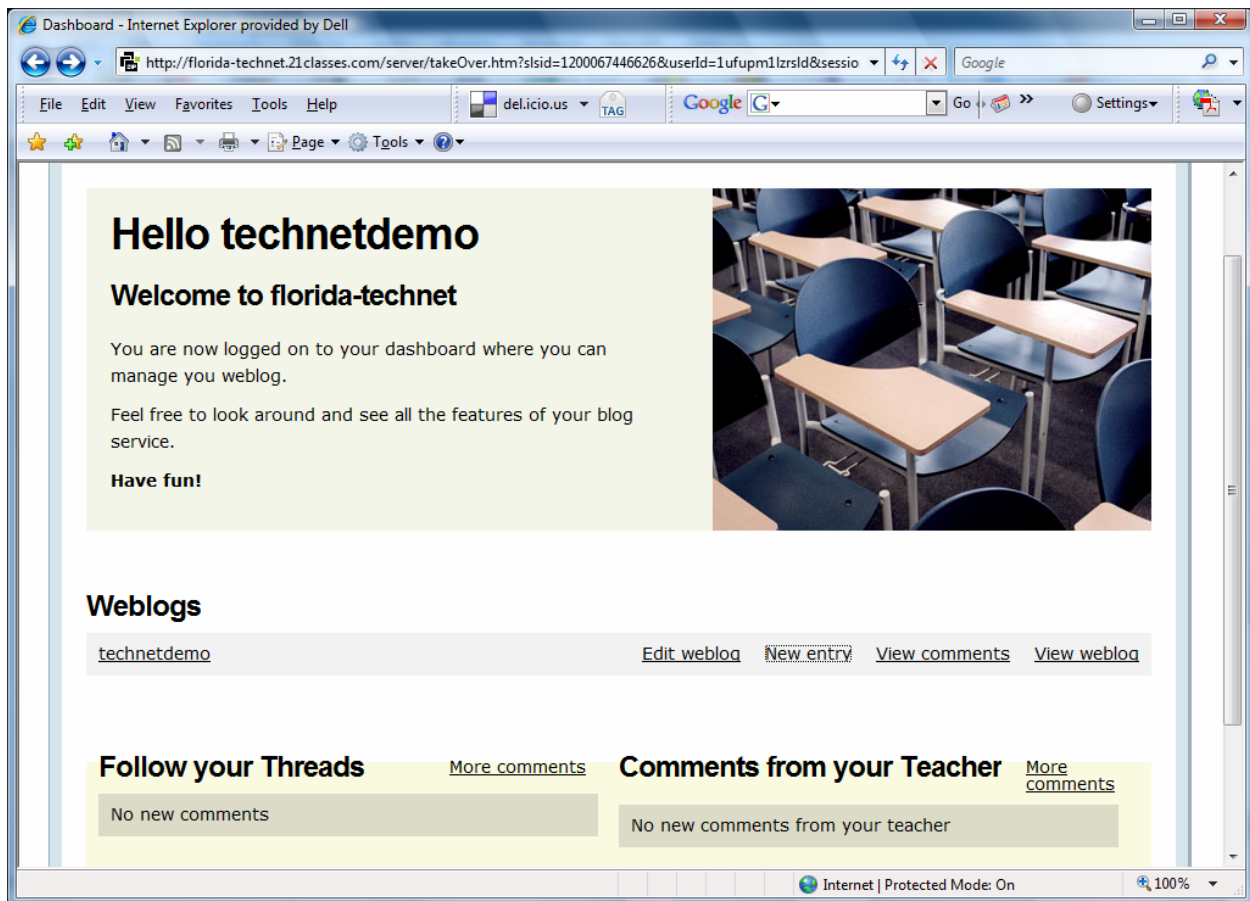 Dashboard - Internet Explorer provided by Dell
http://florida-technet.21classes.com/server/takeOver.htm?slsid=1200067446626&userId=1ufupm1lzrsld&sessio
Google
File Edit View Favorites Tools Help
del.icio.us TAG Google G Go » Settings
Page Tools
Hello technetdemo
Welcome to florida-technet
You are now logged on to your dashboard where you can
manage you weblog.
Feel free to look around and see all the features of your blog
service.
Have fun!
Weblogs
technetdemo Edit weblog New entry View comments View weblog
Follow your Threads More comments
No new comments
Comments from your Teacher More
comments
No new comments from your teacher
Internet | Protected Mode: On 100%